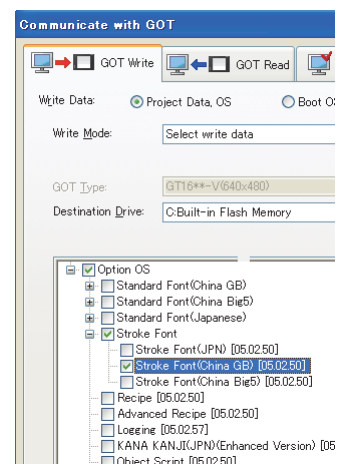 Communicate with GOT
GOT Write
GOT Read
Write Data:
Project Data, OS
Boot OS
Write Mode:
Select write data
GOT Type:
GT16**-V(640x480)
Destination Drive:
C:Built-in Flash Memory
Option OS
Standard Font(China GB)
Standard Font(China Big5)
Standard Font(Japanese)
Stroke Font
Stroke Font(JPN) [05.02.50]
Stroke Font(China GB) [05.02.50]
Stroke Font(China Big5) [05.02.50]
Recipe [05.02.50]
Advanced Recipe [05.02.50]
Logging [05.02.57]
KANA KANJI(JPN)(Enhanced Version) [05
Object Script [05.02.50]